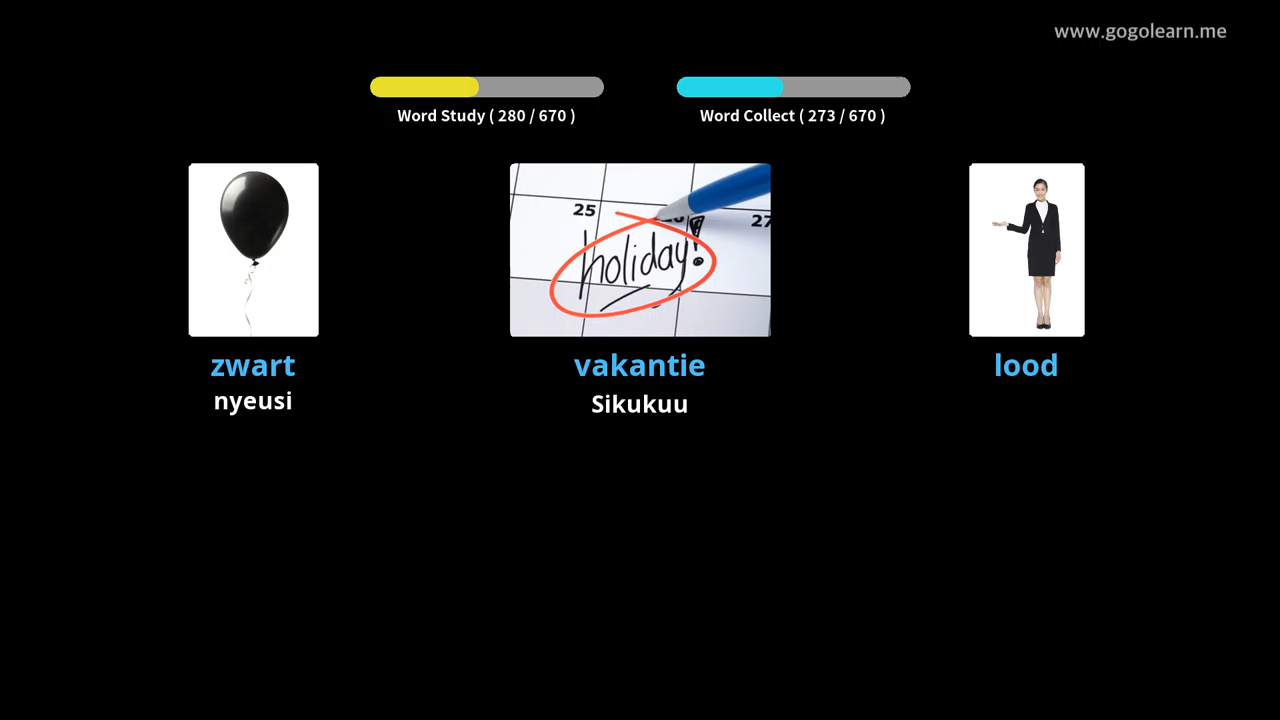 www.gogolearn.me
Word Study ( 280 / 670 )
Word Collect ( 273 / 670 )
25
27
holiday!
zwart
vakantie
lood
nyeusi
Sikukuu